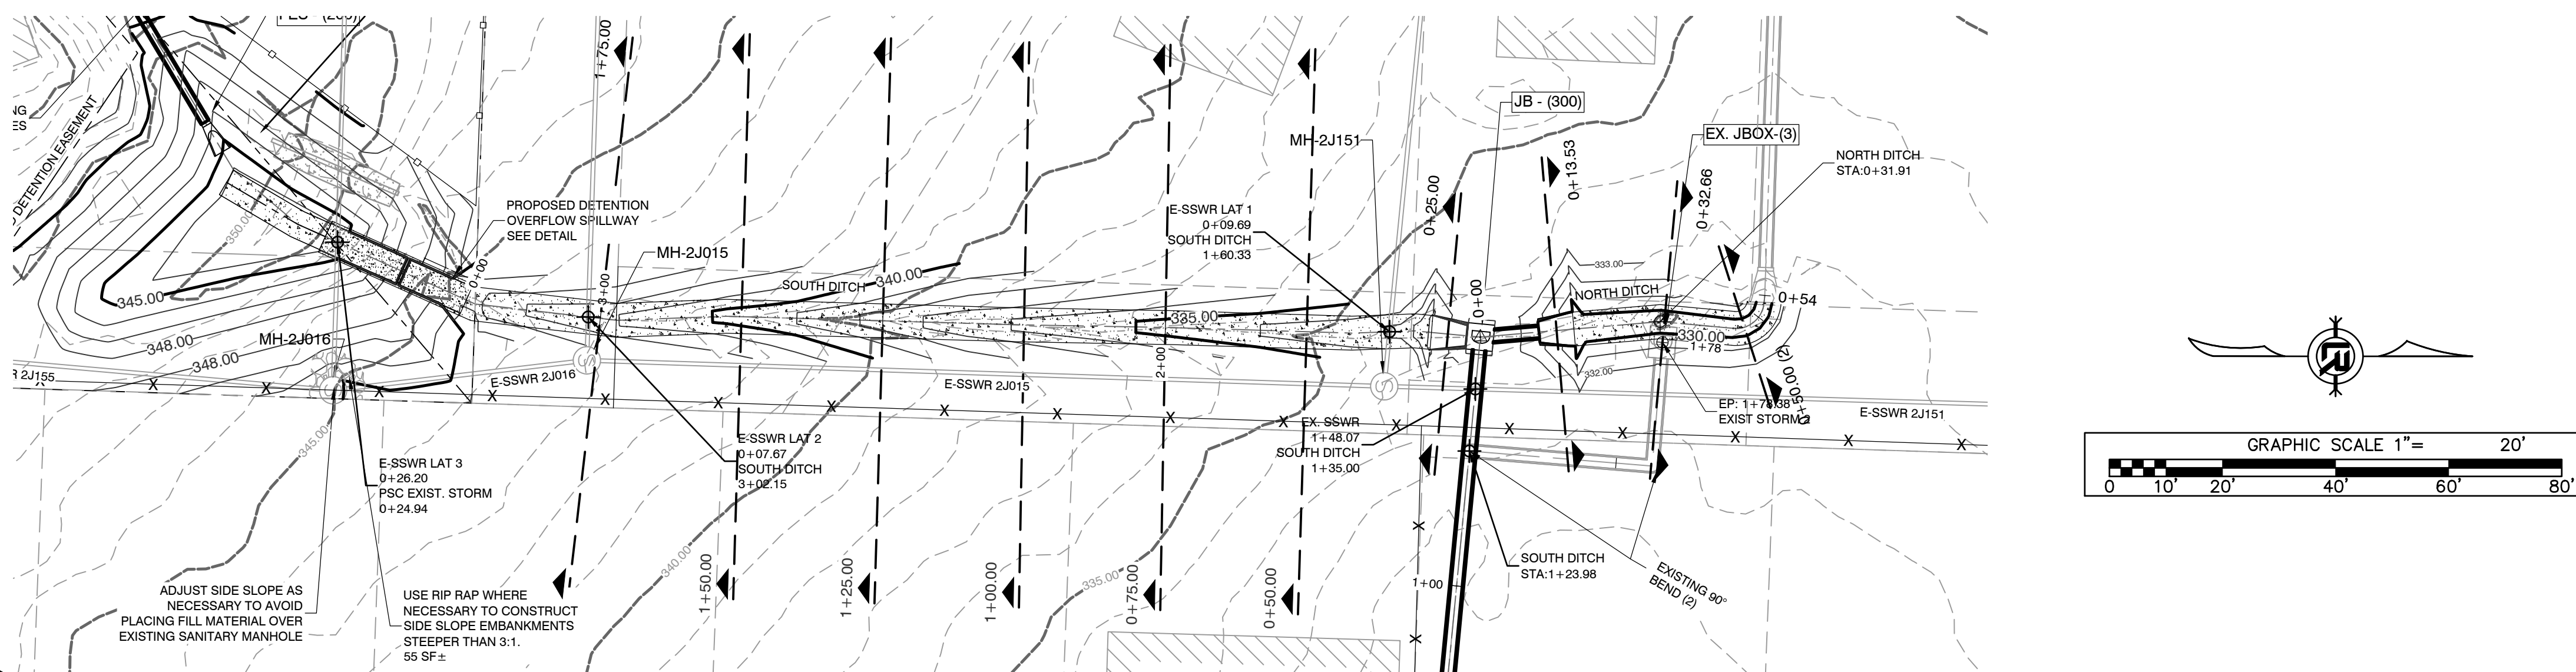 1+75.00
JB - (300)
EX. JBOX-(3)
MH-2J151
NORTH DITCH
STA:0+31.91
0+13.53
0+32.66
0+25.00
DETENTION EASEMENT
PROPOSED DETENTION
OVERFLOW SPILLWAY
SEE DETAIL
E-SSWR LAT 1
0+09.69
SOUTH DITCH
1+60.33
350.00
MH-2J015
333.00
0+00
3+00
SOUTH DITCH
340.00
0+00
NORTH DITCH
0+54
345.00
335.00
330.00
1+78
MH-2J016
348.00
348.00
2+00
332.00
R 2J155
E-SSWR 2J016
E-SSWR 2J015
0+50.00 (2)
EP: 1+78.38
EXIST STORM 2
E-SSWR 2J151
EX. SSWR
1+48.07
SOUTH DITCH
1+35.00
E-SSWR LAT 2
0+07.67
SOUTH DITCH
3+02.15
345.00
E-SSWR LAT 3
0+26.20
PSC EXIST. STORM
0+24.94
340.00
335.00
1+50.00
1+25.00
1+00.00
0+75.00
0+50.00
1+00
SOUTH DITCH
STA:1+23.98
EXISTING 90°
BEND (2)
ADJUST SIDE SLOPE AS
NECESSARY TO AVOID
PLACING FILL MATERIAL OVER
EXISTING SANITARY MANHOLE
USE RIP RAP WHERE
NECESSARY TO CONSTRUCT
SIDE SLOPE EMBANKMENTS
STEEPER THAN 3:1.
55 SF±
GRAPHIC SCALE 1"= 20'
0 10' 20' 40' 60' 80'